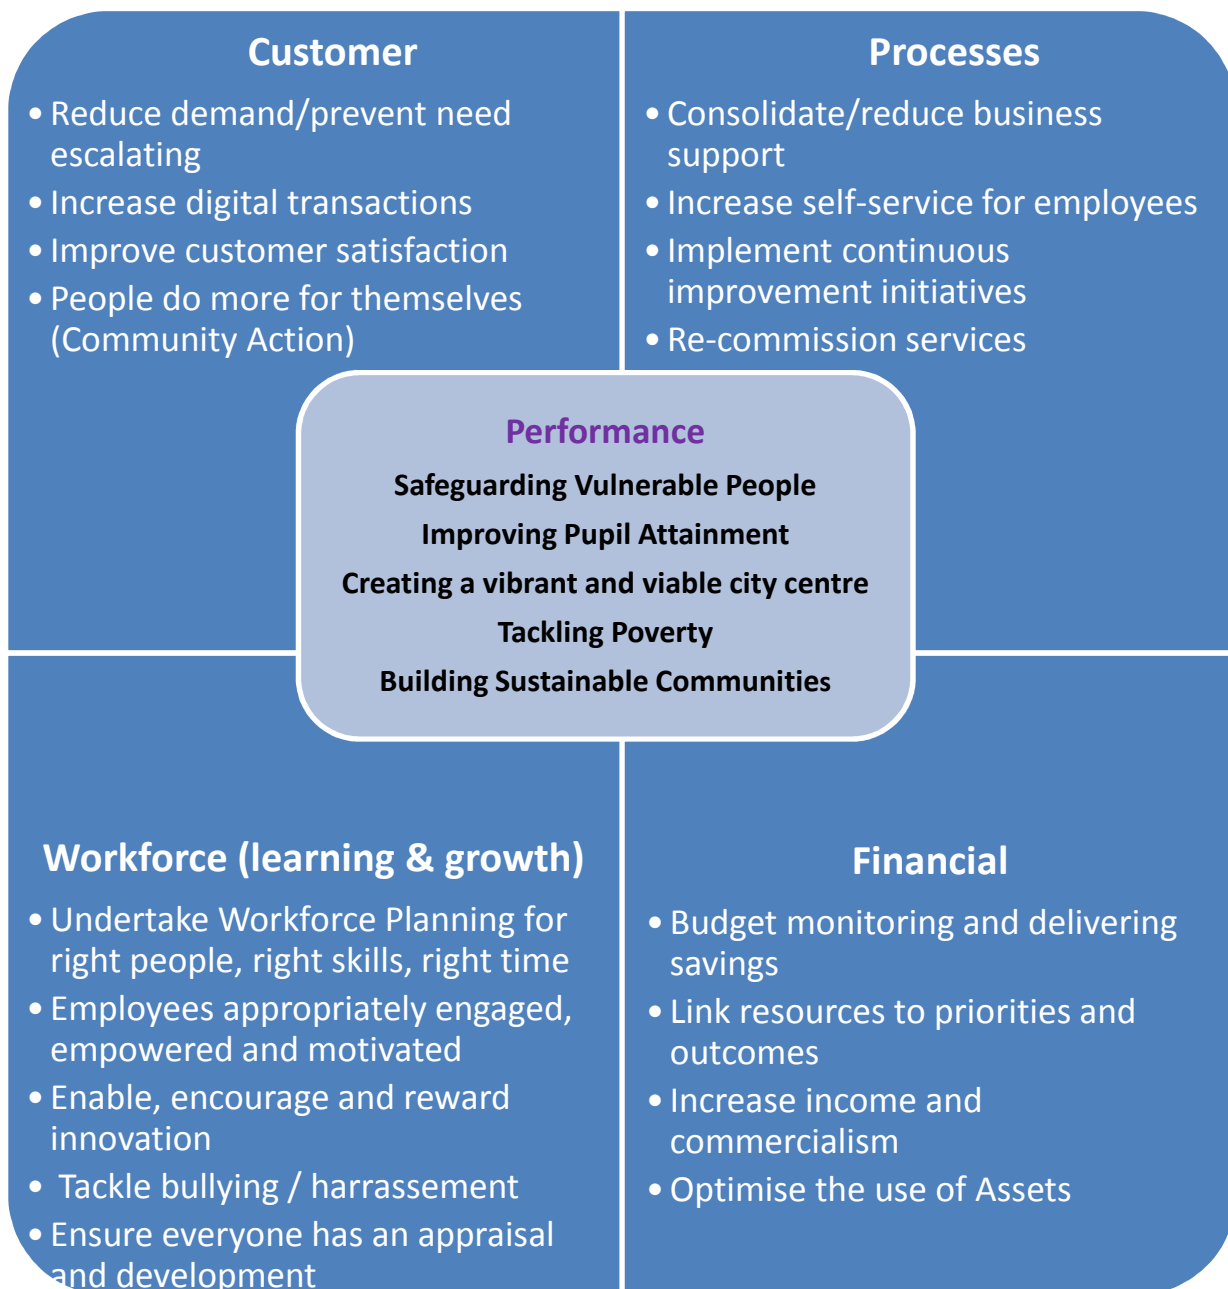 Customer
• Reduce demand/prevent need
escalating
• Increase digital transactions
• Improve customer satisfaction
• People do more for themselves
(Community Action)
Processes
• Consolidate/reduce business
support
• Increase self-service for employees
• Implement continuous
improvement initiatives
• Re-commission services
Performance
Safeguarding Vulnerable People
Improving Pupil Attainment
Creating a vibrant and viable city centre
Tackling Poverty
Building Sustainable Communities
Workforce (learning & growth)
• Undertake Workforce Planning for
right people, right skills, right time
• Employees appropriately engaged,
empowered and motivated
• Enable, encourage and reward
innovation
• Tackle bullying / harrassement
• Ensure everyone has an appraisal
and development
Financial
• Budget monitoring and delivering
savings
• Link resources to priorities and
outcomes
• Increase income and
commercialism
• Optimise the use of Assets